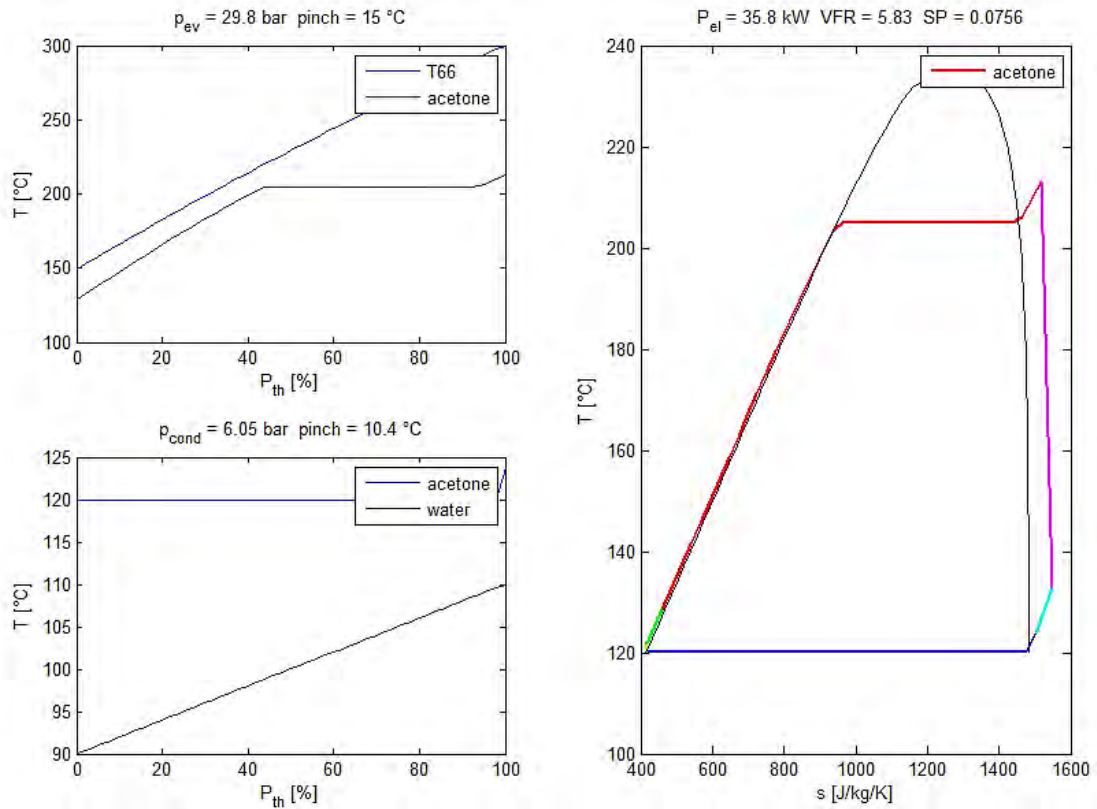 p_ev = 29.8 bar  pinch = 15 °C
T [°C]
300
250
200
150
100
T66
acetone
0 20 40 60 80 100
P_th [%]
p_cond = 6.05 bar  pinch = 10.4 °C
T [°C]
125
120
115
110
105
100
95
90
acetone
water
0 20 40 60 80 100
P_th [%]
P_el = 35.8 kW  VFR = 5.83  SP = 0.0756
T [°C]
240
220
200
180
160
140
120
100
acetone
400 600 800 1000 1200 1400 1600
s [J/kg/K]